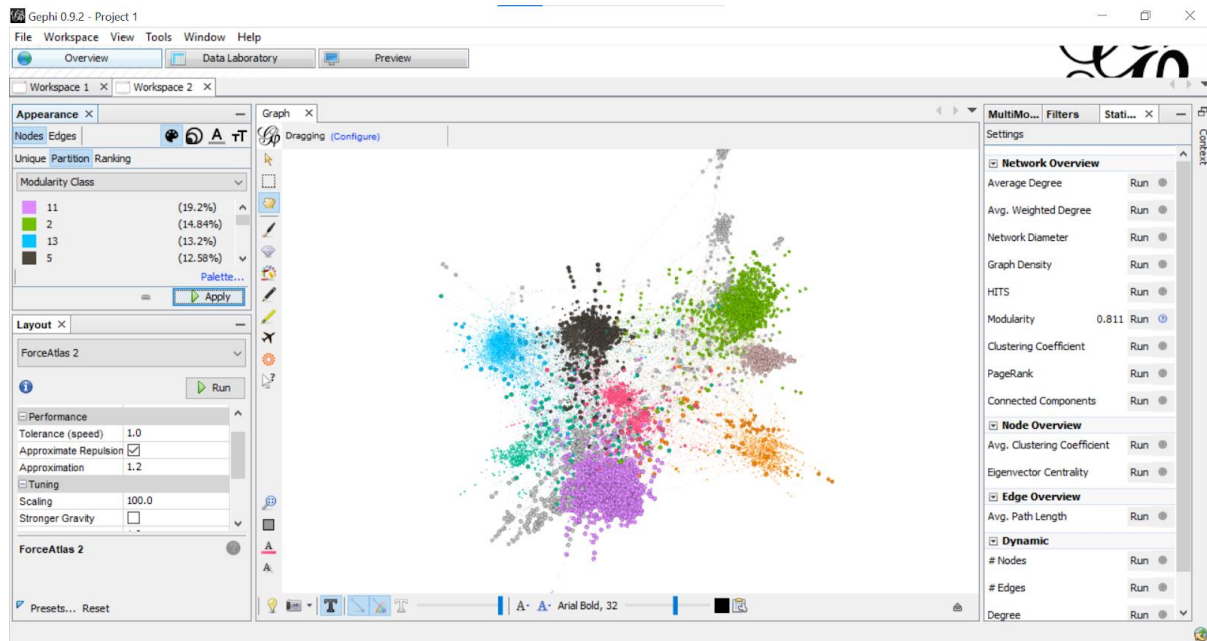 Gephi 0.9.2 - Project 1
File Workspace View Tools Window Help
Overview Data Laboratory Preview
Workspace 1 X Workspace 2 X
Appearance X
Nodes Edges
Unique Partition Ranking
Modularity Class
11 (19.2%)
2 (14.84%)
13 (13.2%)
5 (12.58%)
Palette...
Apply
Layout X
ForceAtlas 2
Run
Performance
Tolerance (speed) 1.0
Approximate Repulsion
Approximation 1.2
Tuning
Scaling 100.0
Stronger Gravity
ForceAtlas 2
Presets... Reset
Graph X
Dragging (Configure)
A- A- Arial Bold, 32
MultiMo... Filters Stati... X
Settings
Network Overview
Average Degree Run
Avg. Weighted Degree Run
Network Diameter Run
Graph Density Run
HITS Run
Modularity 0.811 Run
Clustering Coefficient Run
PageRank Run
Connected Components Run
Node Overview
Avg. Clustering Coefficient Run
Eigenvector Centrality Run
Edge Overview
Avg. Path Length Run
Dynamic
# Nodes Run
# Edges Run
Degree Run
Context